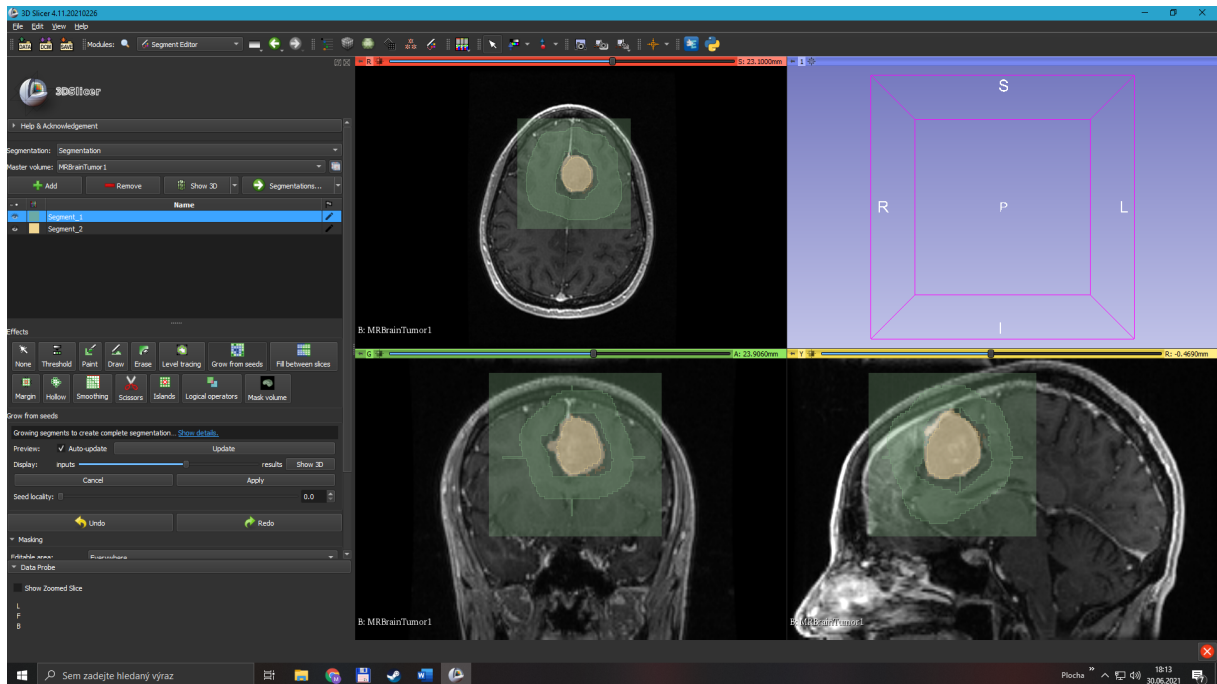 3D Slicer 4.11.20210226
File Edit View Help
DATA DCM SAVE Modules: Segment Editor
3DSlicer
Help & Acknowledgement
Segmentation: Segmentation
Master volume: MRBrainTumor1
Add Remove Show 3D Segmentations...
Name
Segment_1
Segment_2
Effects
None Threshold Paint Draw Erase Level tracing Grow from seeds Fill between slices
Margin Hollow Smoothing Scissors Islands Logical operators Mask volume
Grow from seeds
Growing segments to create complete segmentation... Show details.
Preview: Auto-update Update
Display: inputs results Show 3D
Cancel Apply
Seed locality: 0.0
Undo Redo
Masking
Editable area: Everywhere
Data Probe
Show Zoomed Slice
L
F
B
R S: 23.1000mm
B: MRBrainTumor1
1
S
R P L
I
G A: 23.9060mm
B: MRBrainTumor1
Y R: -0.4690mm
B: MRBrainTumor1
Sem zadejte hledaný výraz
Plocha
18:13
30.06.2021